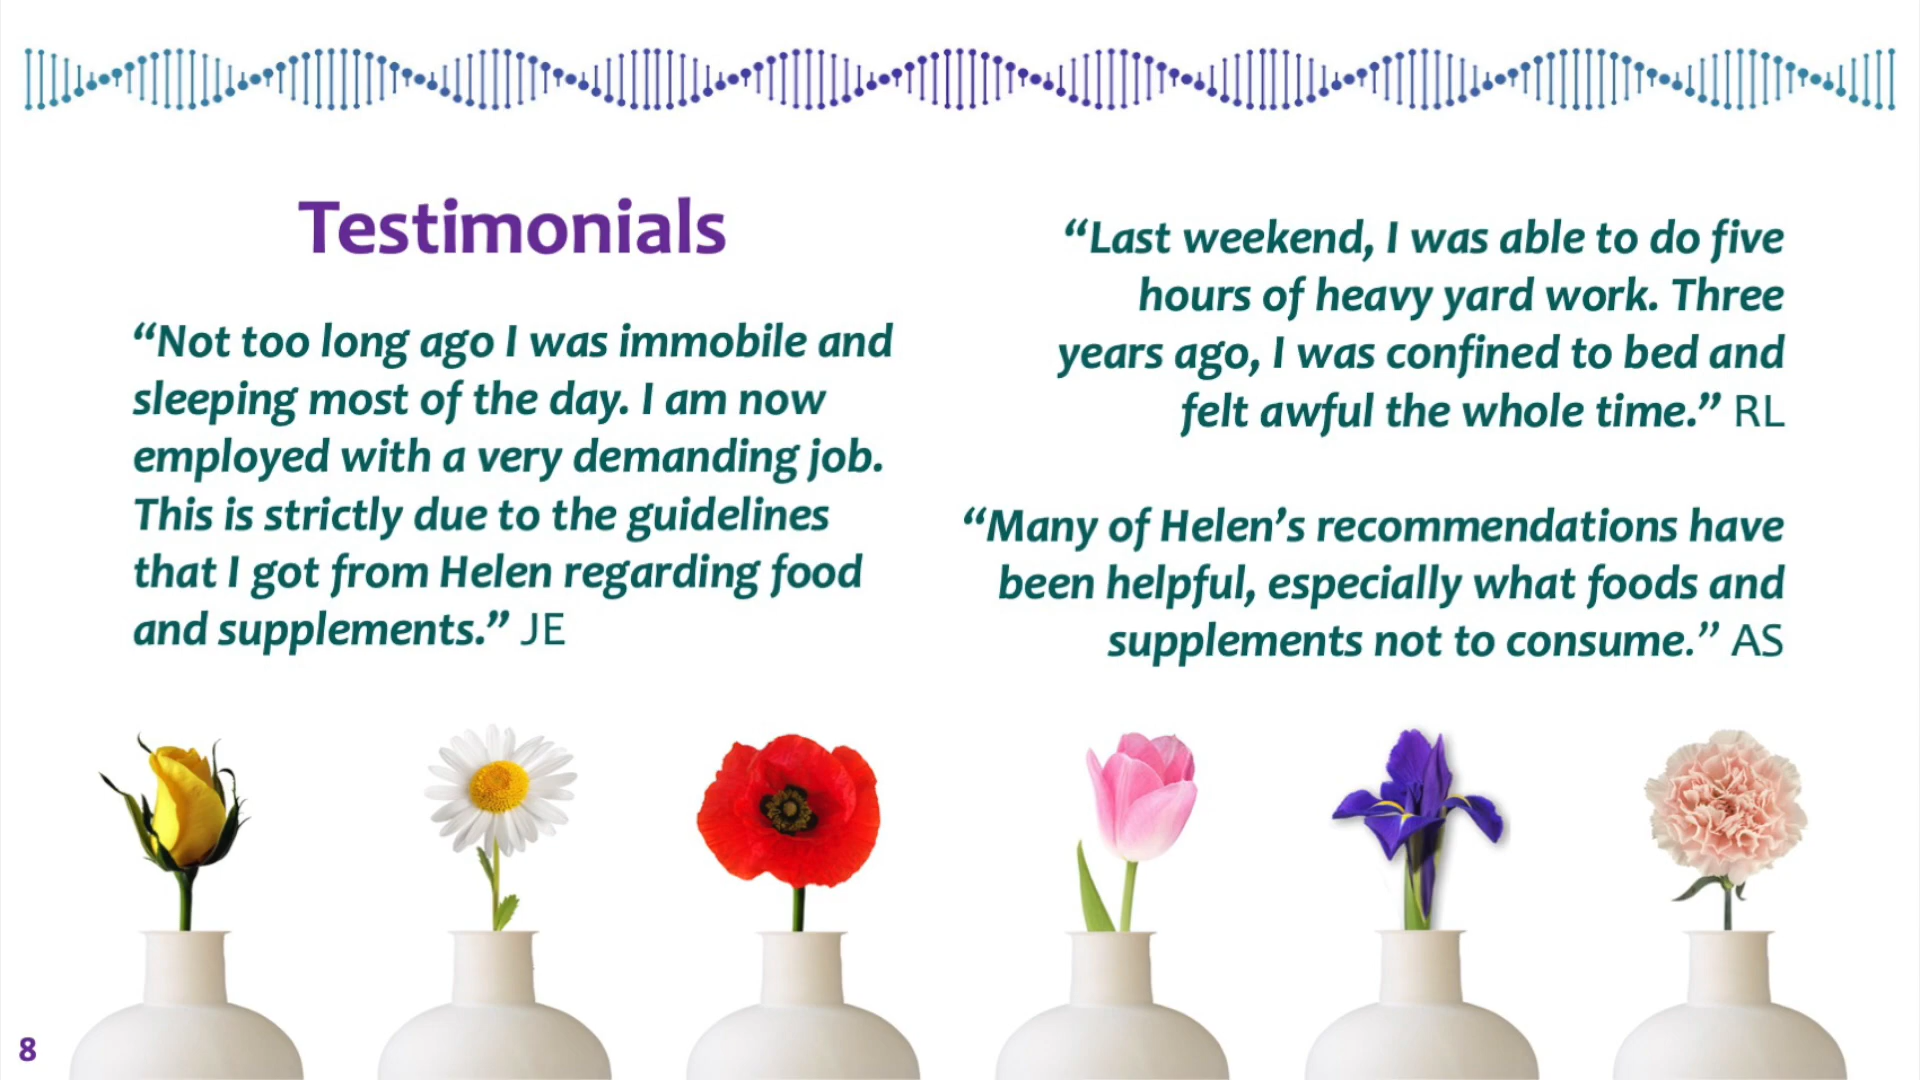 Testimonials
“Not too long ago I was immobile and
sleeping most of the day. I am now
employed with a very demanding job.
This is strictly due to the guidelines
that I got from Helen regarding food
and supplements.” JE
“Last weekend, I was able to do five
hours of heavy yard work. Three
years ago, I was confined to bed and
felt awful the whole time.” RL
“Many of Helen’s recommendations have
been helpful, especially what foods and
supplements not to consume.” AS
8